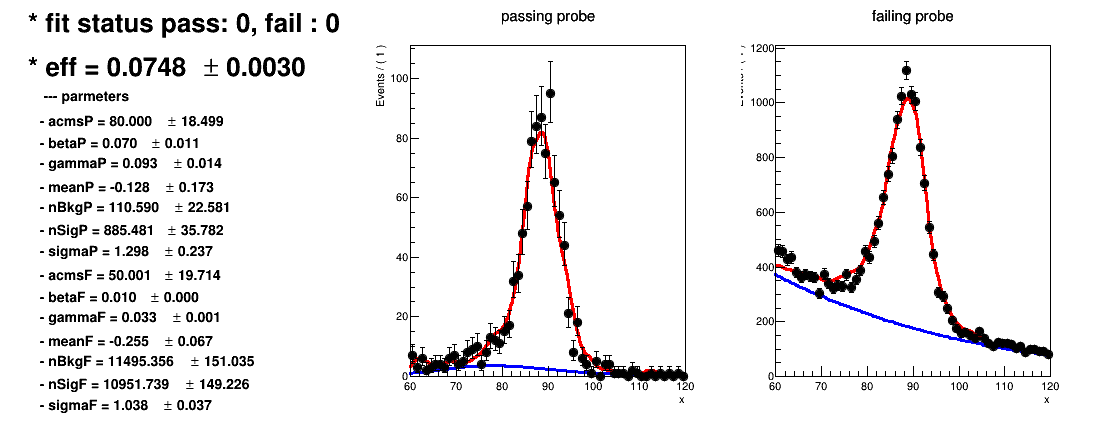 * fit status pass: 0, fail : 0
* eff = 0.0748 ± 0.0030
--- parmeters
- acmsP = 80.000 ± 18.499
- betaP = 0.070 ± 0.011
- gammaP = 0.093 ± 0.014
- meanP = -0.128 ± 0.173
- nBkgP = 110.590 ± 22.581
- nSigP = 885.481 ± 35.782
- sigmaP = 1.298 ± 0.237
- acmsF = 50.001 ± 19.714
- betaF = 0.010 ± 0.000
- gammaF = 0.033 ± 0.001
- meanF = -0.255 ± 0.067
- nBkgF = 11495.356 ± 151.035
- nSigF = 10951.739 ± 149.226
- sigmaF = 1.038 ± 0.037
passing probe
Events / ( 1 )
100
80
60
40
20
0
60 70 80 90 100 110 120
x
failing probe
1200
1000
800
600
400
200
0
60 70 80 90 100 110 120
x